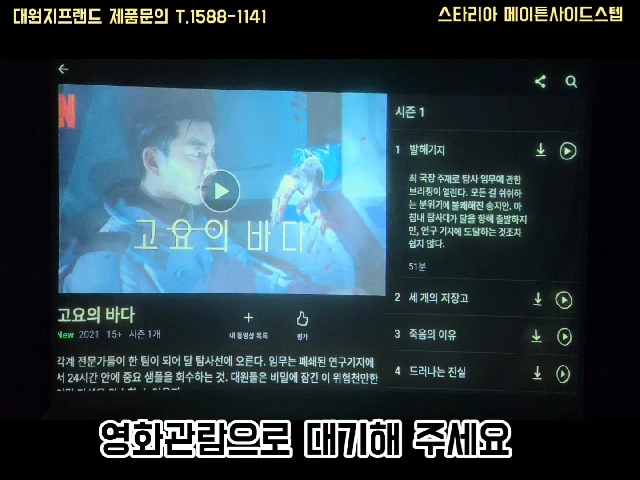 대원지프랜드 제품문의 T.1588-1141
스타리아 메이튼사이드스텝
N
고요의 바다
시즌 1
1 발해기지
최 국장 주재로 탐사 임무에 관한
브리핑이 열린다. 모든 걸 쉬쉬하
는 분위기에 불쾌해진 송지안. 마
침내 탐사대가 달을 향해 출발하지
만, 연구 기지에 도달하는 것조차
쉽지 않다.
51분
2 세 개의 지장고
3 죽음의 이유
4 드러나는 진실
고요의 바다
New 2021 15+ 시즌 1개
내 동영상 목록
평가
각계 전문가들이 한 팀이 되어 달 탐사선에 오른다. 임무는 폐쇄된 연구기지에
서 24시간 안에 중요 샘플을 회수하는 것. 대원들은 비밀에 잠긴 이 위험천만한
영화관람으로 대기해 주세요